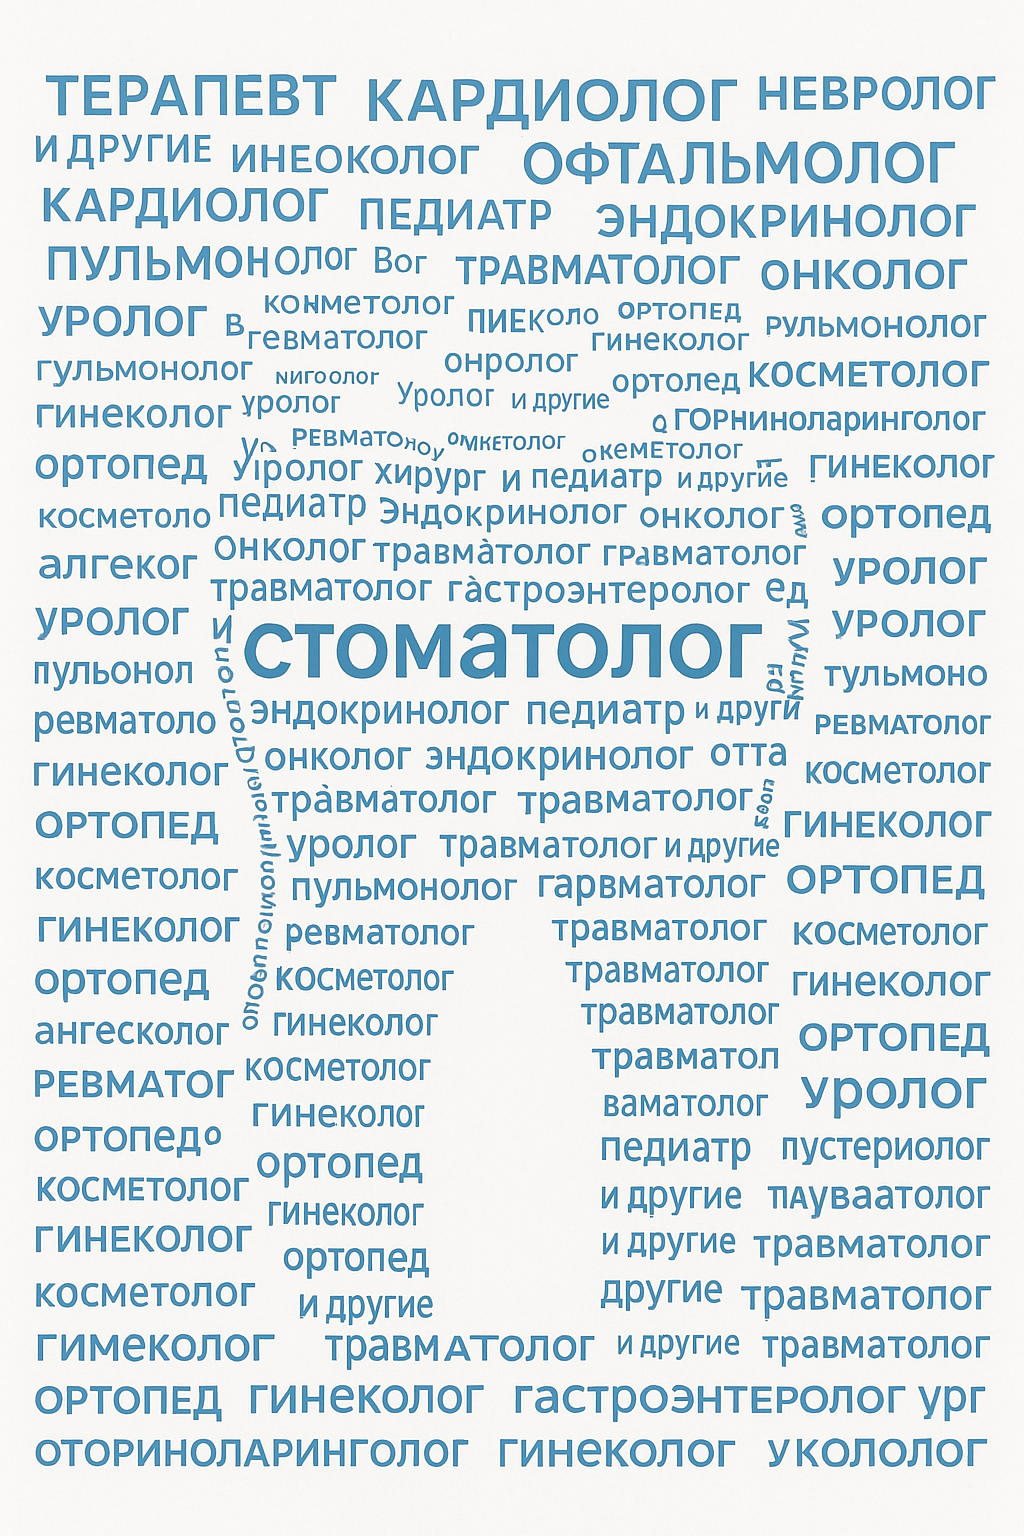 ТЕРАПЕВТ КАРДИОЛОГ НЕВРОЛОГ
И ДРУГИЕ ИНЕОКОЛОГ ОФТАЛЬМОЛОГ
КАРДИОЛОГ ПЕДИАТР ЭНДОКРИНОЛОГ
ПУЛЬМОНОЛОГ Вог ТРАВМАТОЛОГ ОНКОЛОГ
УРОЛОГ В конметолог ПИЕКоло ОРТОПЕД РУЛЬМОНОЛОГ
гевматолог гинеколог
гульмонолог онролог ортолед КОСМЕТОЛОГ
гинеколог уролог Уролог и другие ГОРНиноларинголог
РЕВМАТОНОУ
ортопед хирург и педиатр и другие ГИНЕКОЛОГ
косметоло педиатр Эндокринолог онколог ортопед
алгеког Онколог травматолог гравматолог уролог
травматолог гастроэнтеролог ед
уролог стоматолог уролог
пульонол тульмоно
ревматоло эндокринолог педиатр и други РЕВМАТОЛОГ
гинеколог онколог эндокринолог отта косметолог
ОРТОПЕД травматолог травматолог ГИНЕКОЛОГ
уролог травматолог и другие
косметолог пульмонолог гарвматолог ОРТОПЕД
ГИНЕКОЛОГ ревматолог травматолог косметолог
ортопед косметолог травматолог гинеколог
ангесколог гинеколог травматолог ОРТОПЕД
РЕВМАТОГ косметолог травматол уролог
гинеколог ваматолог
ОРТОПЕДО педиатр пустериолог
КОСМЕТОЛОГ ортопед и другие ПАуваатолог
ГИНЕКОЛОГ гинеколог и другие травматолог
косметолог ортопед другие травматолог
и другие
гимеколог травмАТОЛОГ и другие травматолог
ОРТОПЕД гинеколог гастроэнТЕРОЛОГ ург
ОТОРИНОЛАРИНГОЛОГ гинеколог УКОЛОЛОГ